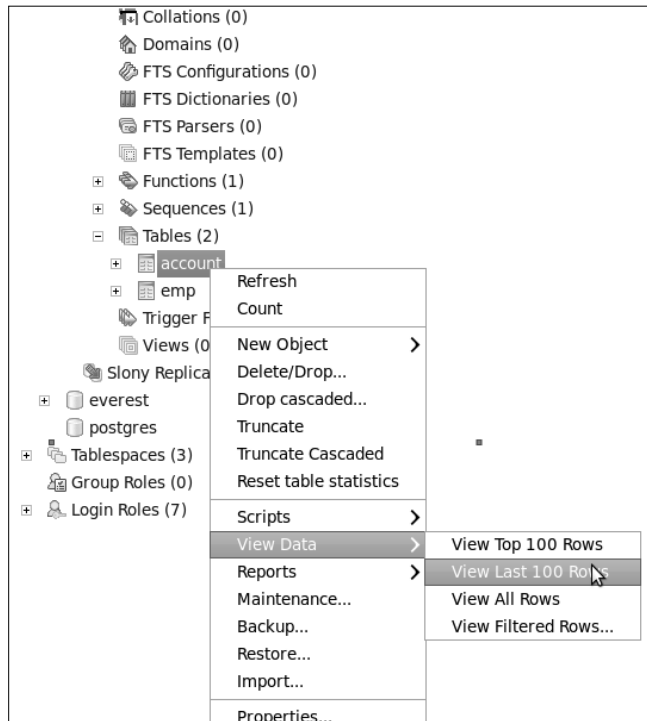 Collations (0)
Domains (0)
FTS Configurations (0)
FTS Dictionaries (0)
FTS Parsers (0)
FTS Templates (0)
Functions (1)
Sequences (1)
Tables (2)
account
emp
Trigger F
Views (0
Slony Replica
everest
postgres
Tablespaces (3)
Group Roles (0)
Login Roles (7)
Refresh
Count
New Object
Delete/Drop...
Drop cascaded...
Truncate
Truncate Cascaded
Reset table statistics
Scripts
View Data
Reports
Maintenance...
Backup...
Restore...
Import...
Properties...
View Top 100 Rows
View Last 100 Rows
View All Rows
View Filtered Rows...